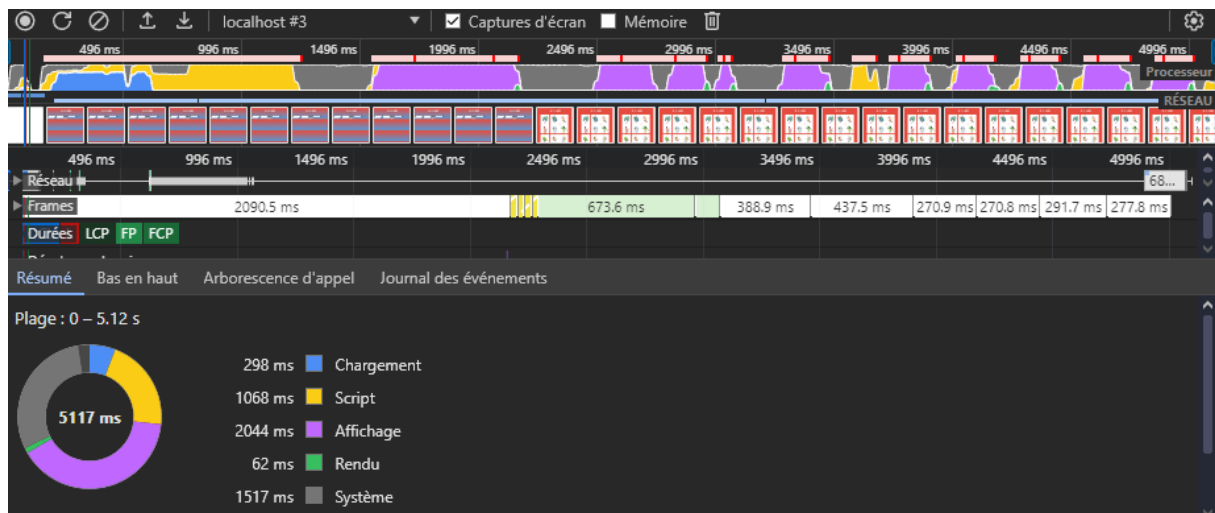 localhost #3 Captures d'écran Mémoire
496 ms 996 ms 1496 ms 1996 ms 2496 ms 2996 ms 3496 ms 3996 ms 4496 ms 4996 ms
Processeur
RÉSEAU
496 ms 996 ms 1496 ms 1996 ms 2496 ms 2996 ms 3496 ms 3996 ms 4496 ms 4996 ms
Réseau 68...
Frames 2090.5 ms 673.6 ms 388.9 ms 437.5 ms 270.9 ms 270.8 ms 291.7 ms 277.8 ms
Durées LCP FP FCP
Résumé Bas en haut Arborescence d'appel Journal des événements
Plage : 0 – 5.12 s
5117 ms
298 ms Chargement
1068 ms Script
2044 ms Affichage
62 ms Rendu
1517 ms Système